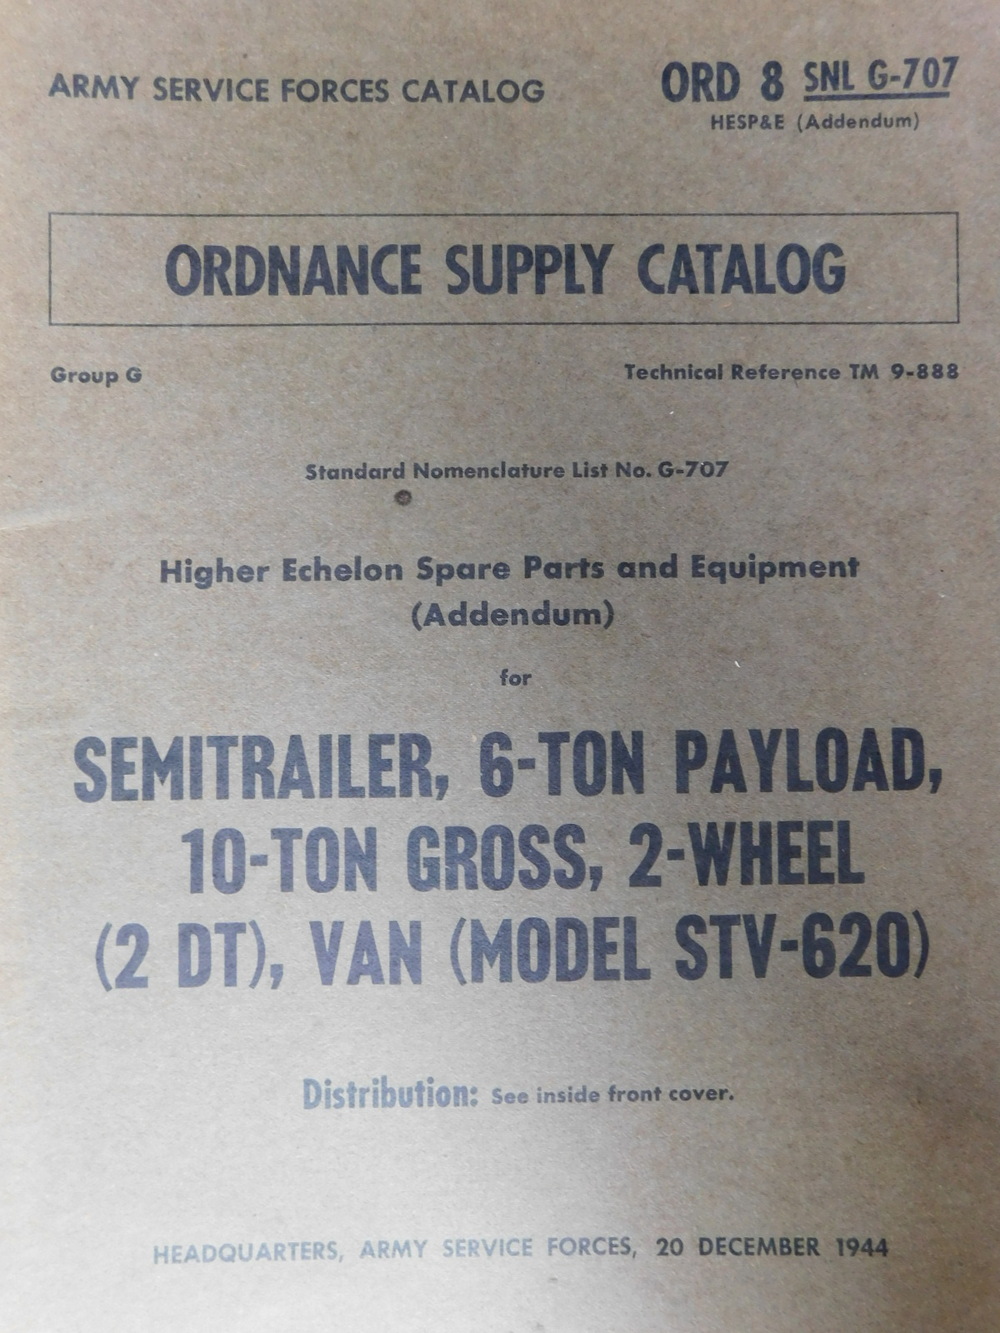 ARMY SERVICE FORCES CATALOG
ORD 8 SNL G-707
HESP&E (Addendum)
ORDNANCE SUPPLY CATALOG
Group G
Technical Reference TM 9-888
Standard Nomenclature List No. G-707
Higher Echelon Spare Parts and Equipment
(Addendum)
for
SEMITRAILER, 6-TON PAYLOAD,
10-TON GROSS, 2-WHEEL
(2 DT), VAN (MODEL STV-620)
Distribution: See inside front cover.
HEADQUARTERS, ARMY SERVICE FORCES, 20 DECEMBER 1944